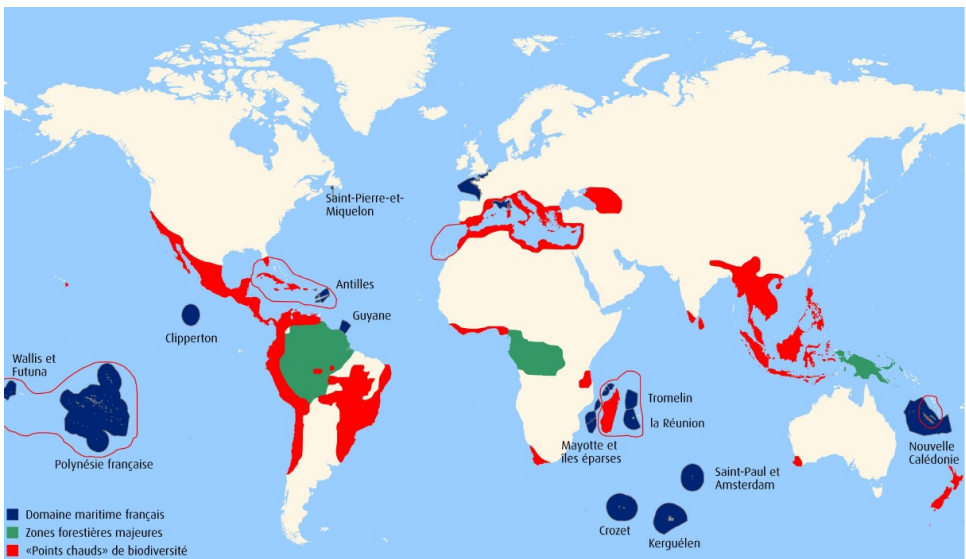 Saint-Pierre-et-
Miquelon
Antilles
Guyane
Clipperton
Wallis et
Futuna
Polynésie française
Tromelin
la Réunion
Mayotte et
îles éparses
Nouvelle
Calédonie
Saint-Paul et
Amsterdam
Crozet
Kerguélen
Domaine maritime français
Zones forestières majeures
«Points chauds» de biodiversité